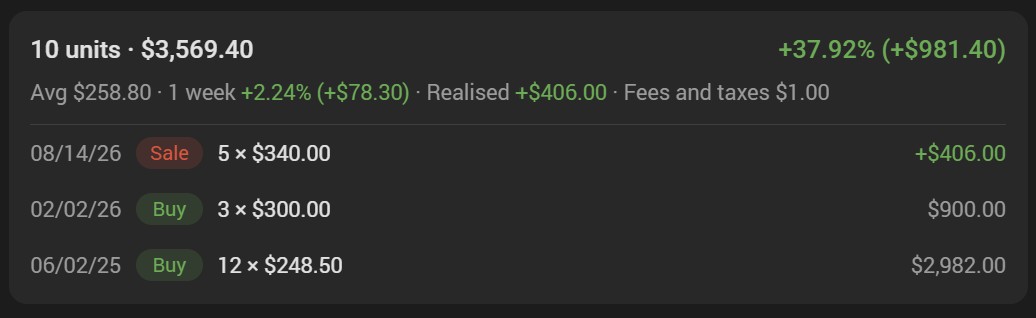 10 units · $3,569.40 +37.92% (+$981.40)
Avg $258.80 · 1 week +2.24% (+$78.30) · Realised +$406.00 · Fees and taxes $1.00
08/14/26 Sale 5 × $340.00 +$406.00
02/02/26 Buy 3 × $300.00 $900.00
06/02/25 Buy 12 × $248.50 $2,982.00